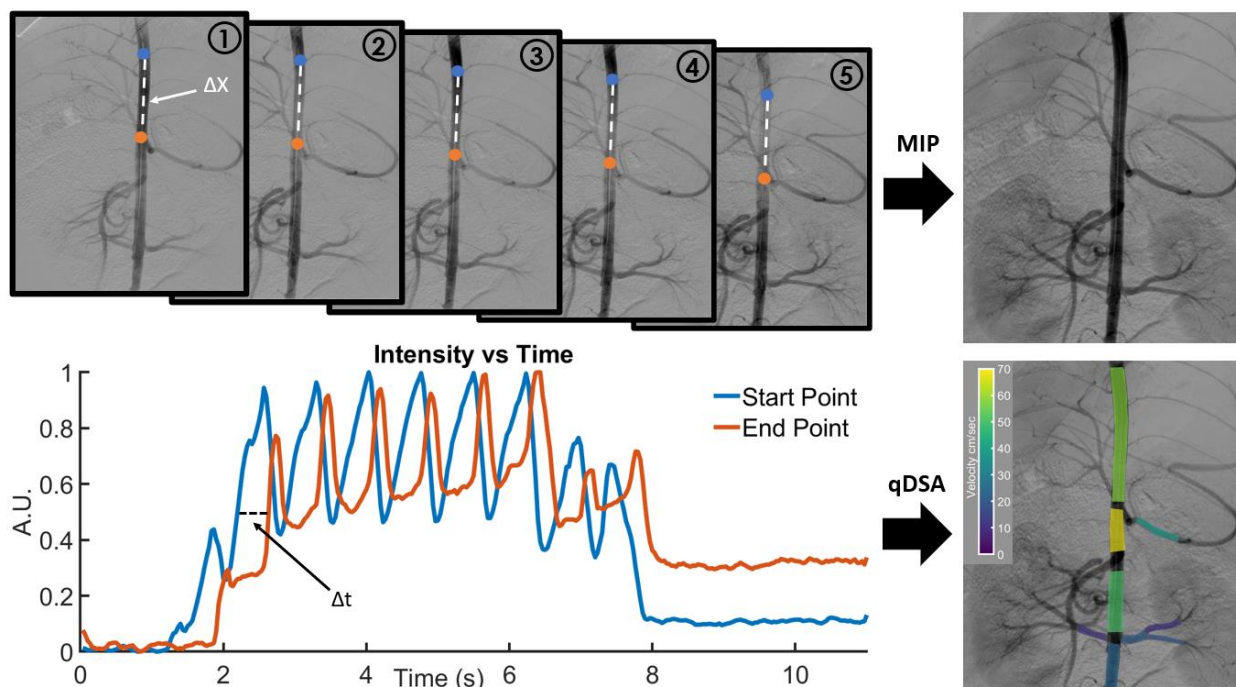 ① ② ③ ④ ⑤
ΔX
MIP
Intensity vs Time
1
0.8
0.6
0.4
0.2
0
A.U.
Start Point
End Point
Δt
0 2 4 6 8 10
Time (s)
qDSA
70
60
50
40
30
20
10
0
Velocity cm/sec